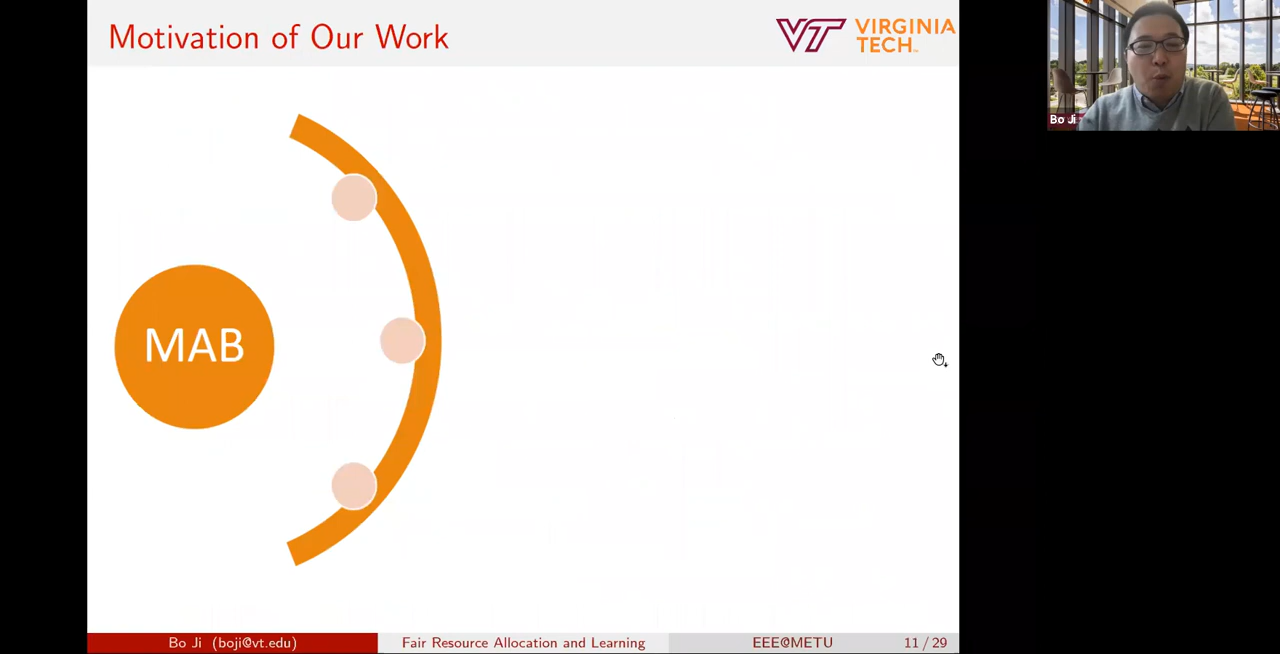 Motivation of Our Work
VT VIRGINIA
TECH
Bo Ji
MAB
Bo Ji (boji@vt.edu) Fair Resource Allocation and Learning EEE@METU 11 / 29